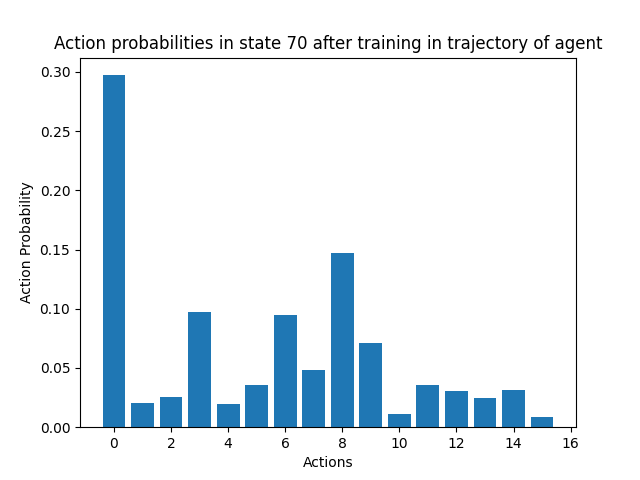 Action probabilities in state 70 after training in trajectory of agent
0.30
0.25
0.20
0.15
0.10
0.05
0.00
Action Probability
0 2 4 6 8 10 12 14 16
Actions